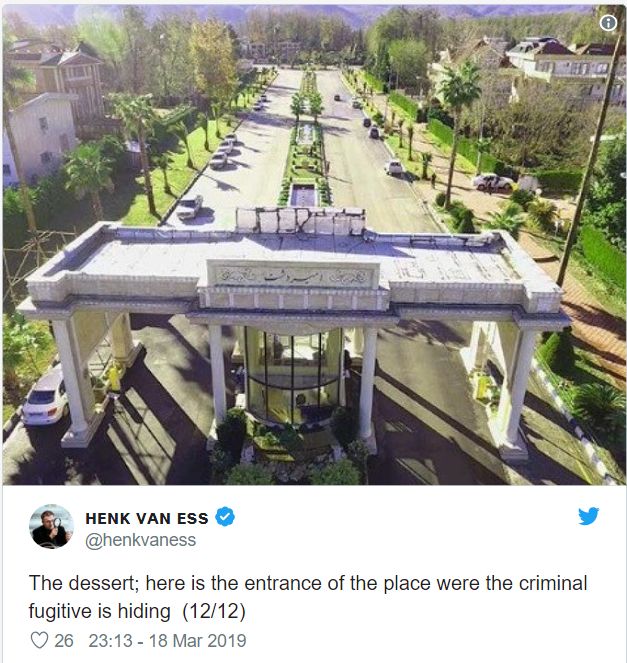 امیردشت
HENK VAN ESS
@henkvaness
The dessert; here is the entrance of the place were the criminal
fugitive is hiding (12/12)
26 23:13 - 18 Mar 2019